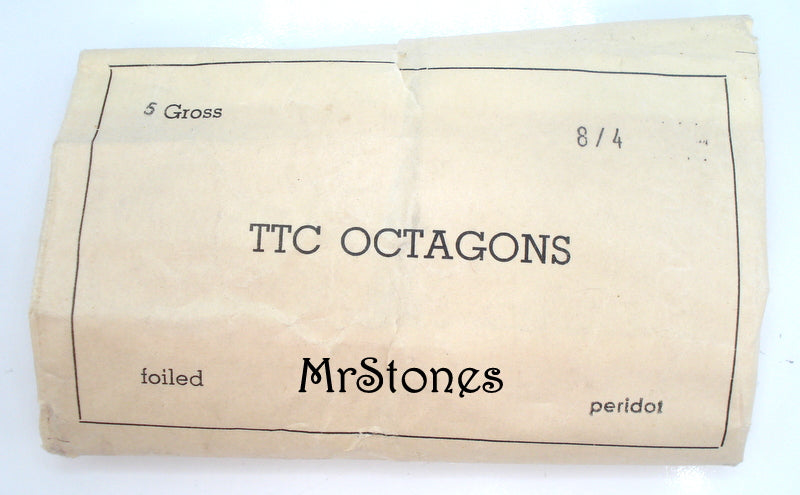 5 Gross
8/4
TTC OCTAGONS
foiled
MrStones
peridot